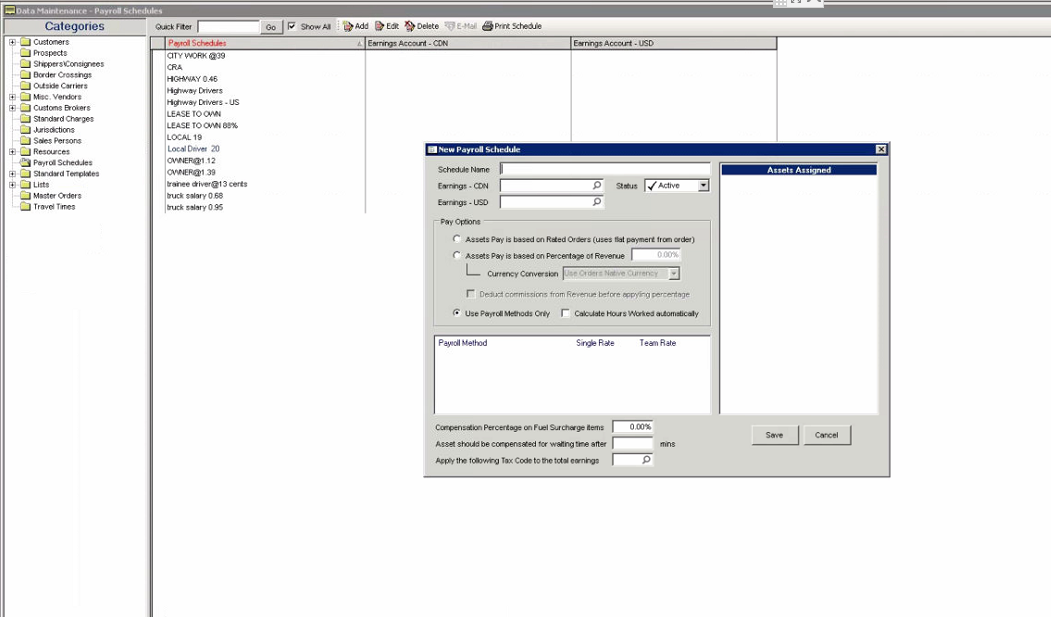 Data Maintenance - Payroll Schedules
Categories
Quick Filter Go Show All Add Edit Delete E-Mail Print Schedule
Customers
Prospects
Shippers\Consignees
Border Crossings
Outside Carriers
Misc. Vendors
Customs Brokers
Standard Charges
Jurisdictions
Sales Persons
Resources
Payroll Schedules
Standard Templates
Lists
Master Orders
Travel Times
Payroll Schedules Earnings Account - CDN Earnings Account - USD
CITY WORK @39
CRA
HIGHWAY 0.46
Highway Drivers
Highway Drivers - US
LEASE TO OWN
LEASE TO OWN 88%
LOCAL 19
Local Driver 20
OWNER@1.12
OWNER@1.39
trainee driver@13 cents
truck salary 0.68
truck salary 0.95
New Payroll Schedule
Schedule Name
Earnings - CDN Status Active
Earnings - USD
Pay Options
Assets Pay is based on Rated Orders (uses flat payment from order)
Assets Pay is based on Percentage of Revenue 0.00%
Currency Conversion Use Orders Native Currency
Deduct commissions from Revenue before applying percentage
Use Payroll Methods Only Calculate Hours Worked automatically
Payroll Method Single Rate Team Rate
Compensation Percentage on Fuel Surcharge items 0.00%
Asset should be compensated for waiting time after mins
Apply the following Tax Code to the total earnings
Assets Assigned
Save Cancel